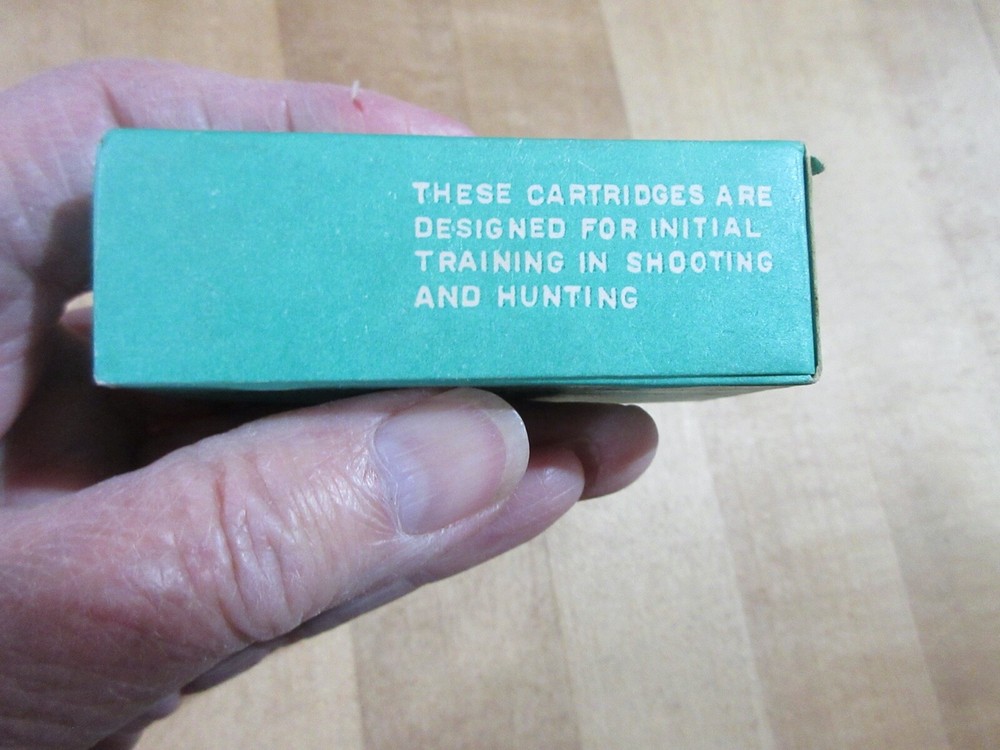 THESE CARTRIDGES ARE
DESIGNED FOR INITIAL
TRAINING IN SHOOTING
AND HUNTING